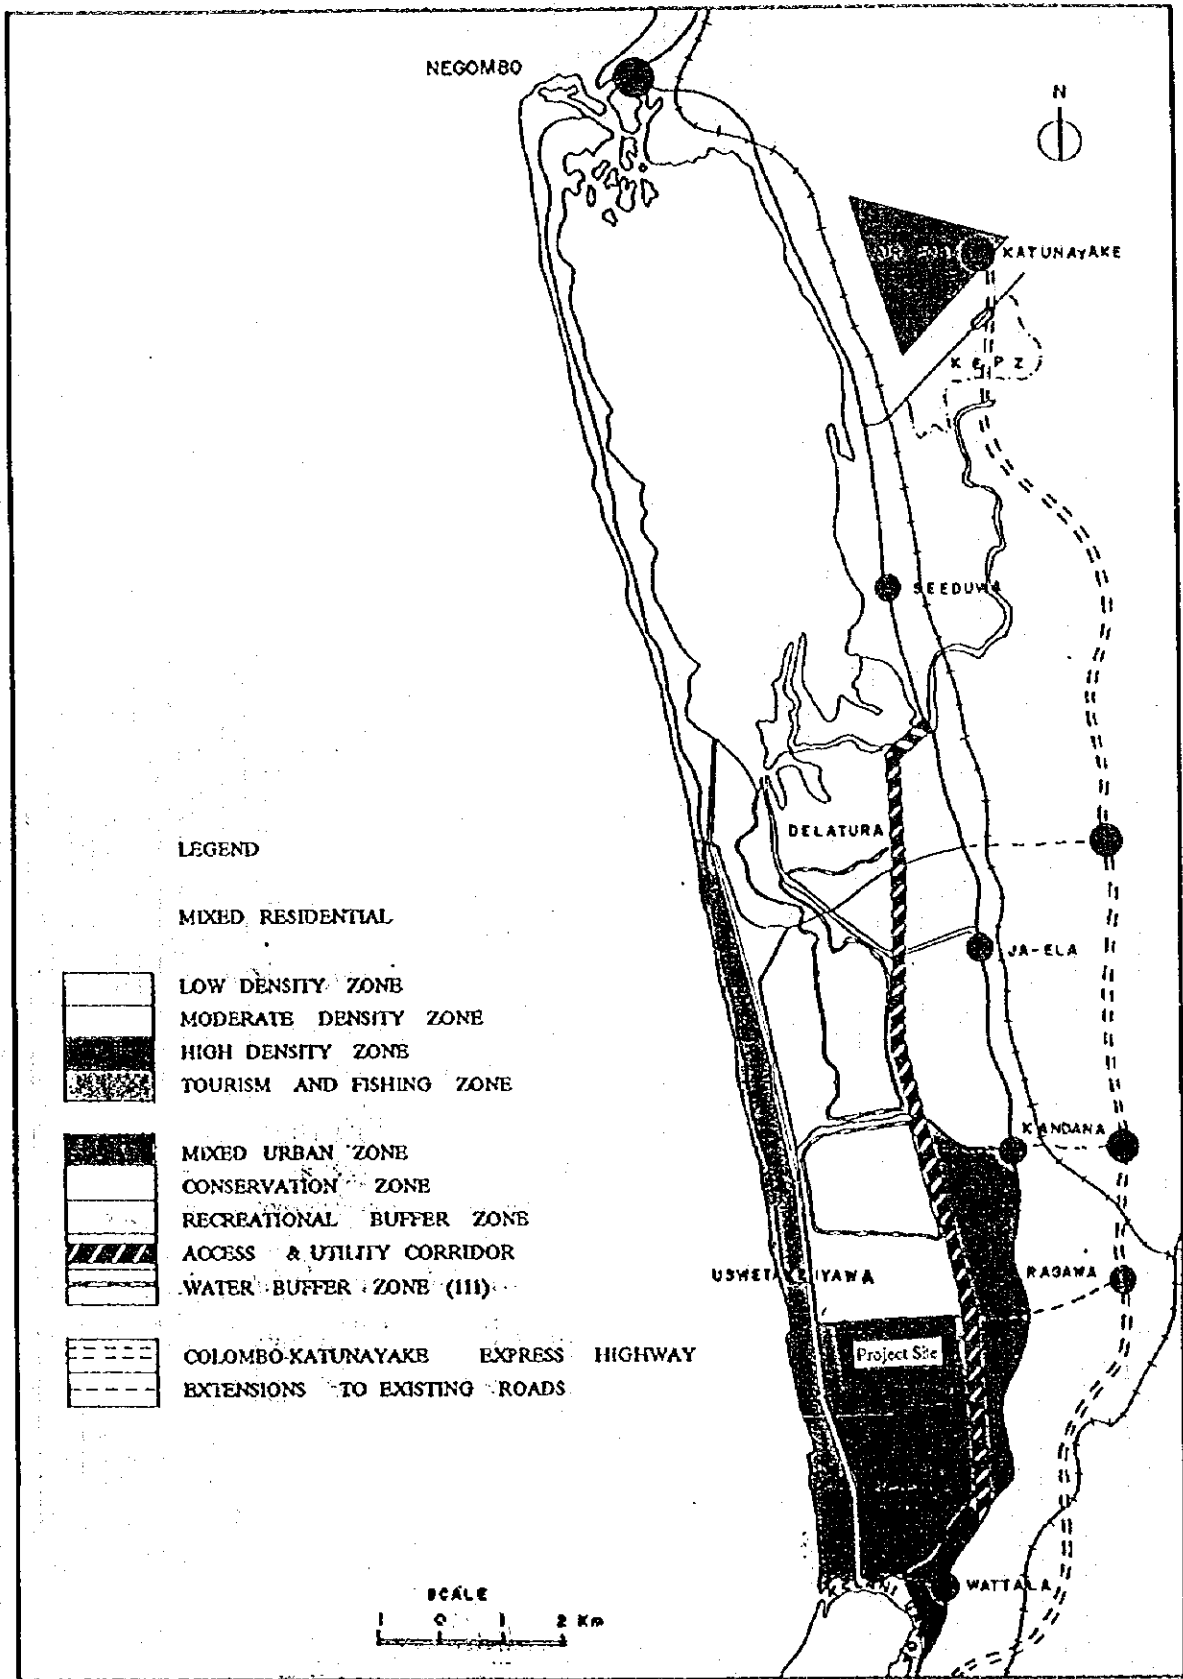 NEGOMBO
N
KATUNAYAKE
K E P Z
SEEDUWA
DELATURA
LEGEND
MIXED RESIDENTIAL
JA-ELA
LOW DENSITY ZONE
MODERATE DENSITY ZONE
HIGH DENSITY ZONE
TOURISM AND FISHING ZONE
KANDANA
MIXED URBAN ZONE
CONSERVATION ZONE
RECREATIONAL BUFFER ZONE
ACCESS & UTILITY CORRIDOR
WATER BUFFER ZONE (111)
USWETAKEIYAWA
RAGAWA
COLOMBO-KATUNAYAKE EXPRESS HIGHWAY
EXTENSIONS TO EXISTING ROADS
Project Site
WATTALA
SCALE
1 0 1 2 Km